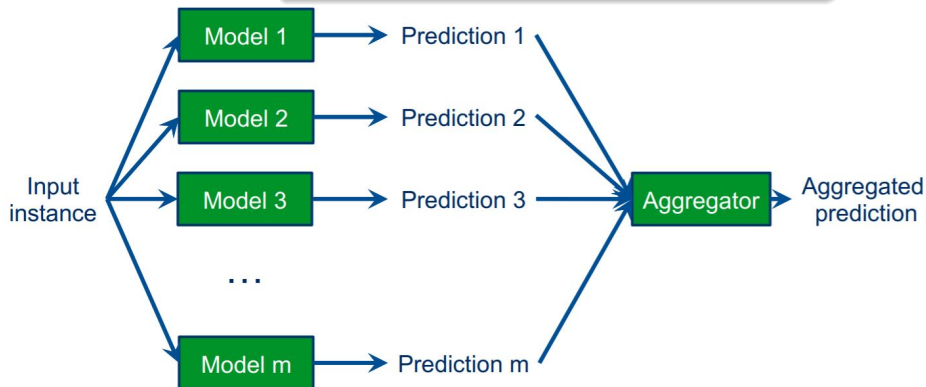 Model 1
Prediction 1
Model 2
Prediction 2
Input
instance
Model 3
Prediction 3
Aggregator
Aggregated
prediction
...
Model m
Prediction m